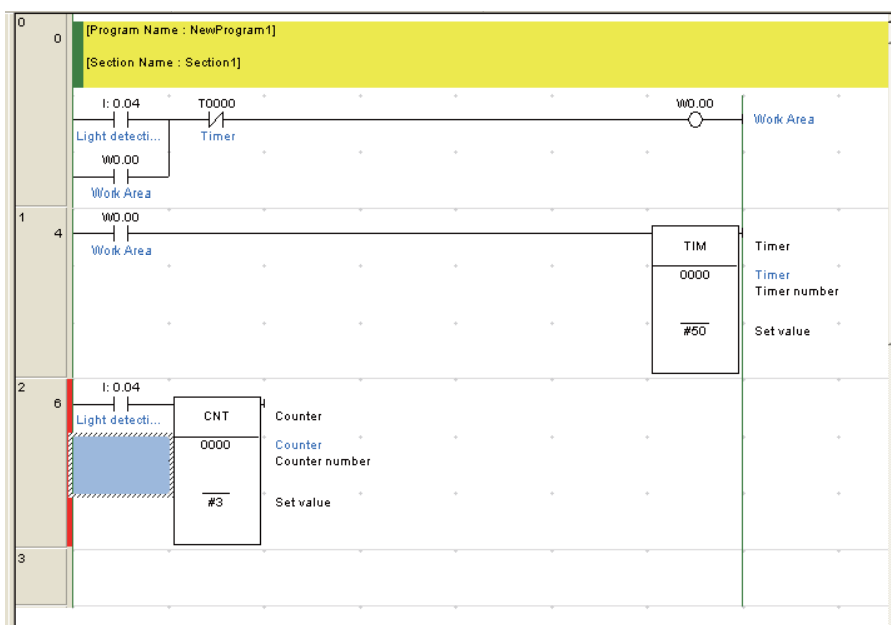 0
0
[Program Name : NewProgram1]
[Section Name : Section1]
I: 0.04 T0000 W0.00
Light detecti... Timer Work Area
W0.00
Work Area
1
4
W0.00
Work Area
TIM Timer
0000 Timer
Timer number
#50 Set value
2
6
I: 0.04
Light detecti...
CNT Counter
0000 Counter
Counter number
#3 Set value
3